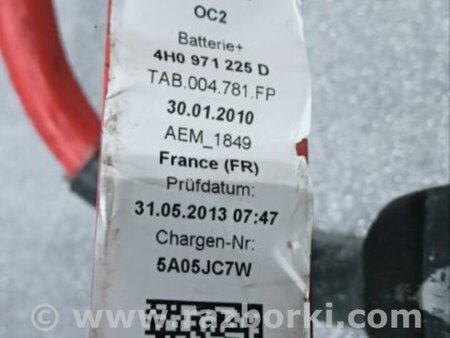 OC2
Batterie+
4H0 971 225 D
TAB.004.781.FP
30.01.2010
AEM_1849
France (FR)
Prüfdatum:
31.05.2013 07:47
Chargen-Nr:
5A05JC7W
© www.razborki.com